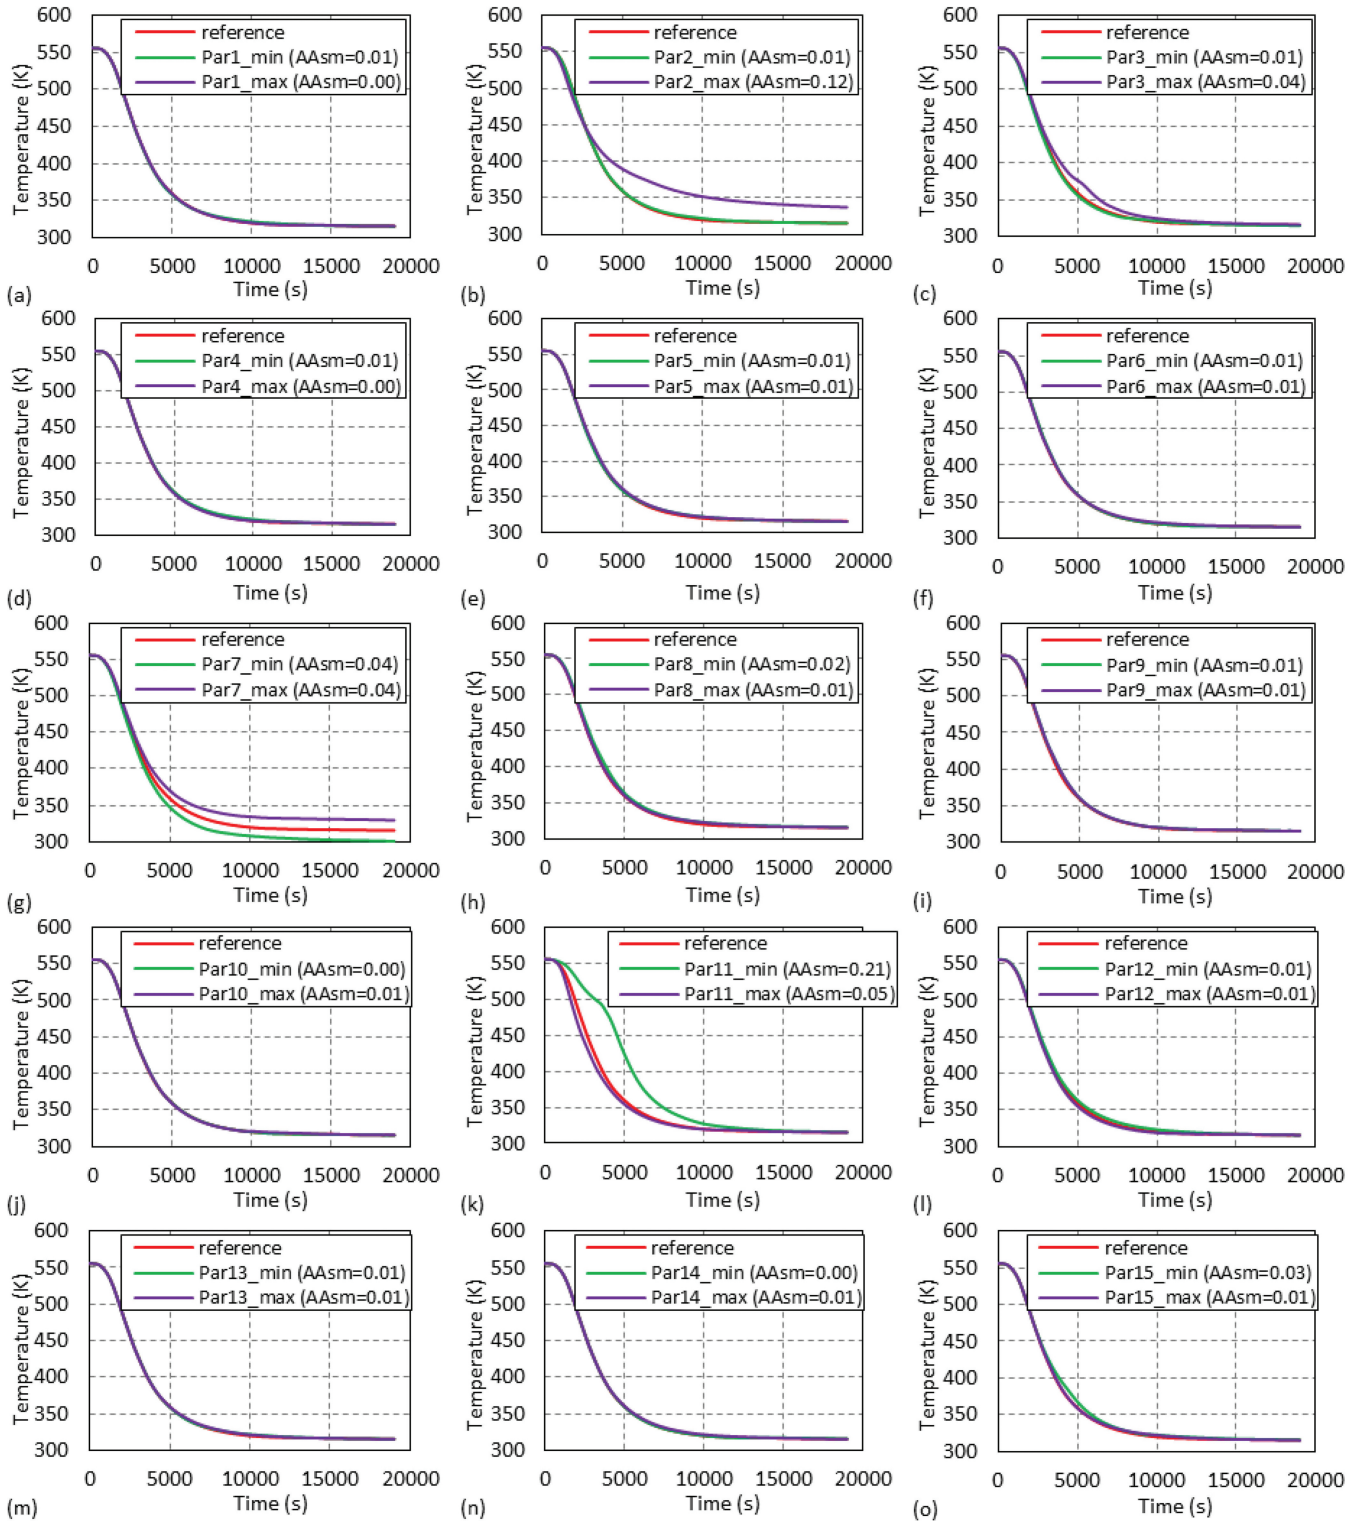 600
550
500
450
400
350
300
Temperature (K)
reference
Par1_min (AAsm=0.01)
Par1_max (AAsm=0.00)
0 5000 10000 15000 20000
Time (s)
(a)
600
550
500
450
400
350
300
Temperature (K)
reference
Par2_min (AAsm=0.01)
Par2_max (AAsm=0.12)
0 5000 10000 15000 20000
Time (s)
(b)
600
550
500
450
400
350
300
Temperature (K)
reference
Par3_min (AAsm=0.01)
Par3_max (AAsm=0.04)
0 5000 10000 15000 20000
Time (s)
(c)
600
550
500
450
400
350
300
Temperature (K)
reference
Par4_min (AAsm=0.01)
Par4_max (AAsm=0.00)
0 5000 10000 15000 20000
Time (s)
(d)
600
550
500
450
400
350
300
Temperature (K)
reference
Par5_min (AAsm=0.01)
Par5_max (AAsm=0.01)
0 5000 10000 15000 20000
Time (s)
(e)
600
550
500
450
400
350
300
Temperature (K)
reference
Par6_min (AAsm=0.01)
Par6_max (AAsm=0.01)
0 5000 10000 15000 20000
Time (s)
(f)
600
550
500
450
400
350
300
Temperature (K)
reference
Par7_min (AAsm=0.04)
Par7_max (AAsm=0.04)
0 5000 10000 15000 20000
Time (s)
(g)
600
550
500
450
400
350
300
Temperature (K)
reference
Par8_min (AAsm=0.02)
Par8_max (AAsm=0.01)
0 5000 10000 15000 20000
Time (s)
(h)
600
550
500
450
400
350
300
Temperature (K)
reference
Par9_min (AAsm=0.01)
Par9_max (AAsm=0.01)
0 5000 10000 15000 20000
Time (s)
(i)
600
550
500
450
400
350
300
Temperature (K)
reference
Par10_min (AAsm=0.00)
Par10_max (AAsm=0.01)
0 5000 10000 15000 20000
Time (s)
(j)
600
550
500
450
400
350
300
Temperature (K)
reference
Par11_min (AAsm=0.21)
Par11_max (AAsm=0.05)
0 5000 10000 15000 20000
Time (s)
(k)
600
550
500
450
400
350
300
Temperature (K)
reference
Par12_min (AAsm=0.01)
Par12_max (AAsm=0.01)
0 5000 10000 15000 20000
Time (s)
(l)
600
550
500
450
400
350
300
Temperature (K)
reference
Par13_min (AAsm=0.01)
Par13_max (AAsm=0.01)
0 5000 10000 15000 20000
Time (s)
(m)
600
550
500
450
400
350
300
Temperature (K)
reference
Par14_min (AAsm=0.00)
Par14_max (AAsm=0.01)
0 5000 10000 15000 20000
Time (s)
(n)
600
550
500
450
400
350
300
Temperature (K)
reference
Par15_min (AAsm=0.03)
Par15_max (AAsm=0.01)
0 5000 10000 15000 20000
Time (s)
(o)